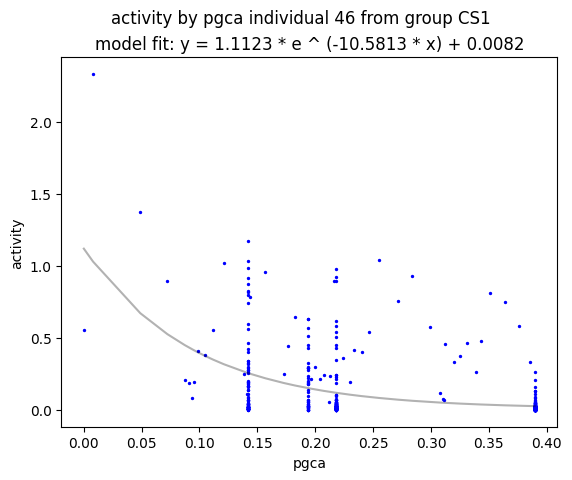 activity by pgca individual 46 from group CS1
model fit: y = 1.1123 * e ^ (-10.5813 * x) + 0.0082
2.0
1.5
1.0
0.5
0.0
activity
0.00 0.05 0.10 0.15 0.20 0.25 0.30 0.35 0.40
pgca